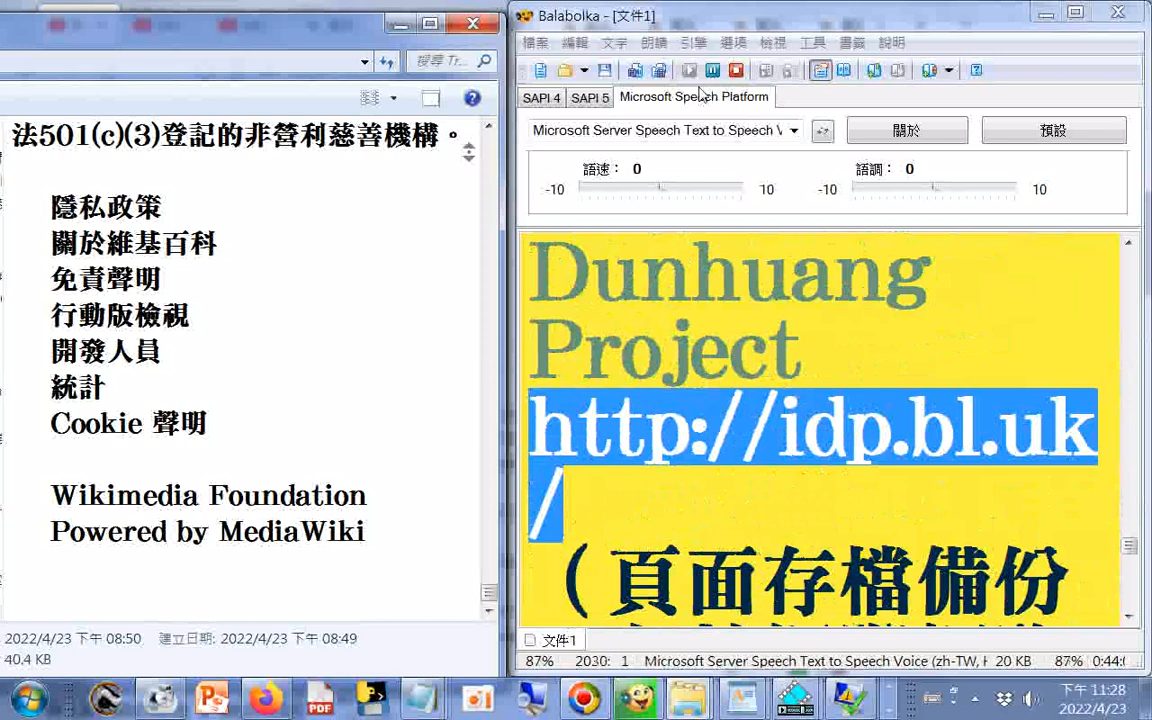 搜尋 Tr...
法501(c)(3)登記的非營利慈善機構。
隱私政策
關於維基百科
免責聲明
行動版檢視
開發人員
統計
Cookie 聲明
Wikimedia Foundation
Powered by MediaWiki
2022/4/23 下午 08:50 建立日期: 2022/4/23 下午 08:49
40.4 KB
Balabolka - [文件1]
檔案 編輯 文字 朗讀 引擎 選項 檢視 工具 書籤 說明
SAPI 4 SAPI 5 Microsoft Speech Platform
Microsoft Server Speech Text to Speech V 關於 預設
語速： 0 語調： 0
-10 10 -10 10
Dunhuang
Project
http://idp.bl.uk
/
（頁面存檔備份
文件1
87% 2030: 1 Microsoft Server Speech Text to Speech Voice (zh-TW, H 20 KB 87% 0:44:
下午 11:28
2022/4/23